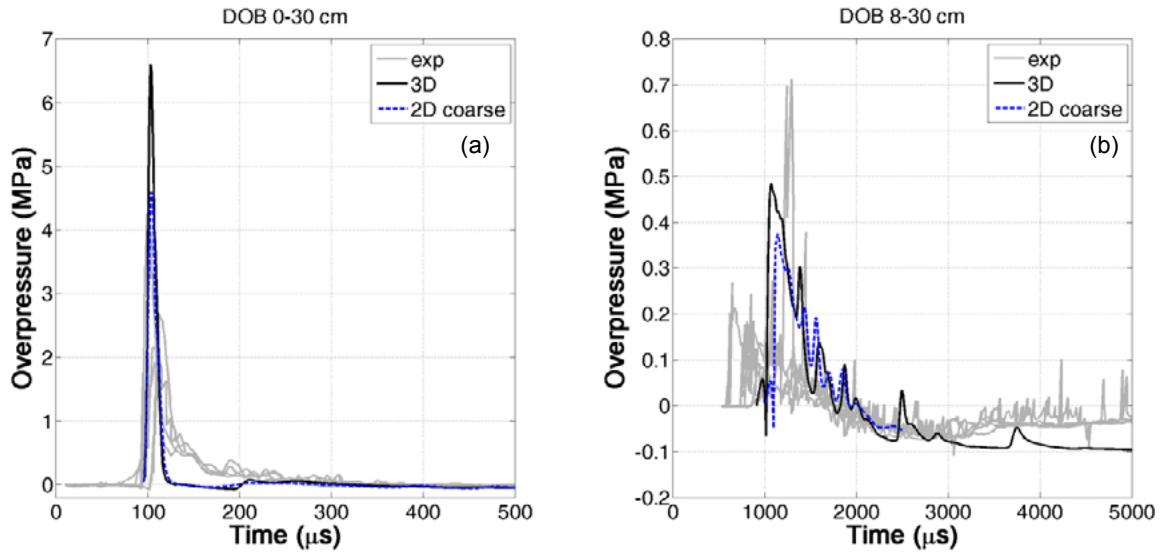 DOB 0-30 cm
7
6
5
4
3
2
1
0
Overpressure (MPa)
exp
3D
2D coarse
(a)
0 100 200 300 400 500
Time (μs)
DOB 8-30 cm
0.8
0.7
0.6
0.5
0.4
0.3
0.2
0.1
0
-0.1
-0.2
Overpressure (MPa)
exp
3D
2D coarse
(b)
0 1000 2000 3000 4000 5000
Time (μs)